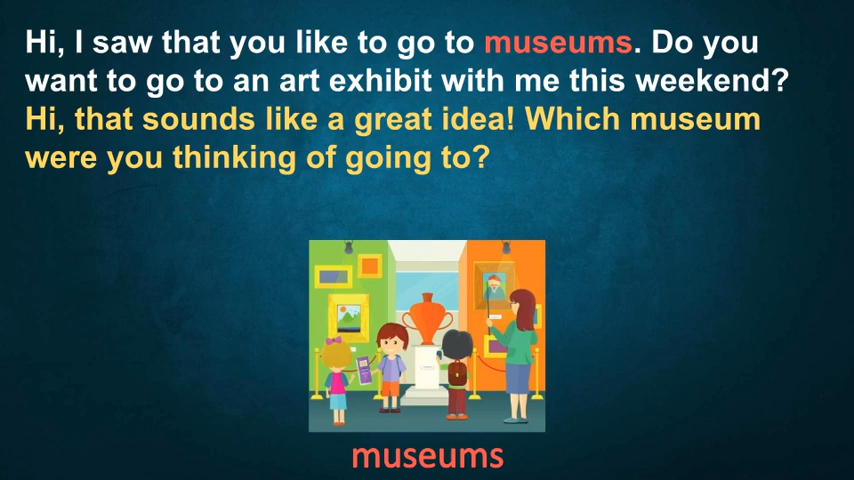 Hi, I saw that you like to go to museums. Do you
want to go to an art exhibit with me this weekend?
Hi, that sounds like a great idea! Which museum
were you thinking of going to?
museums